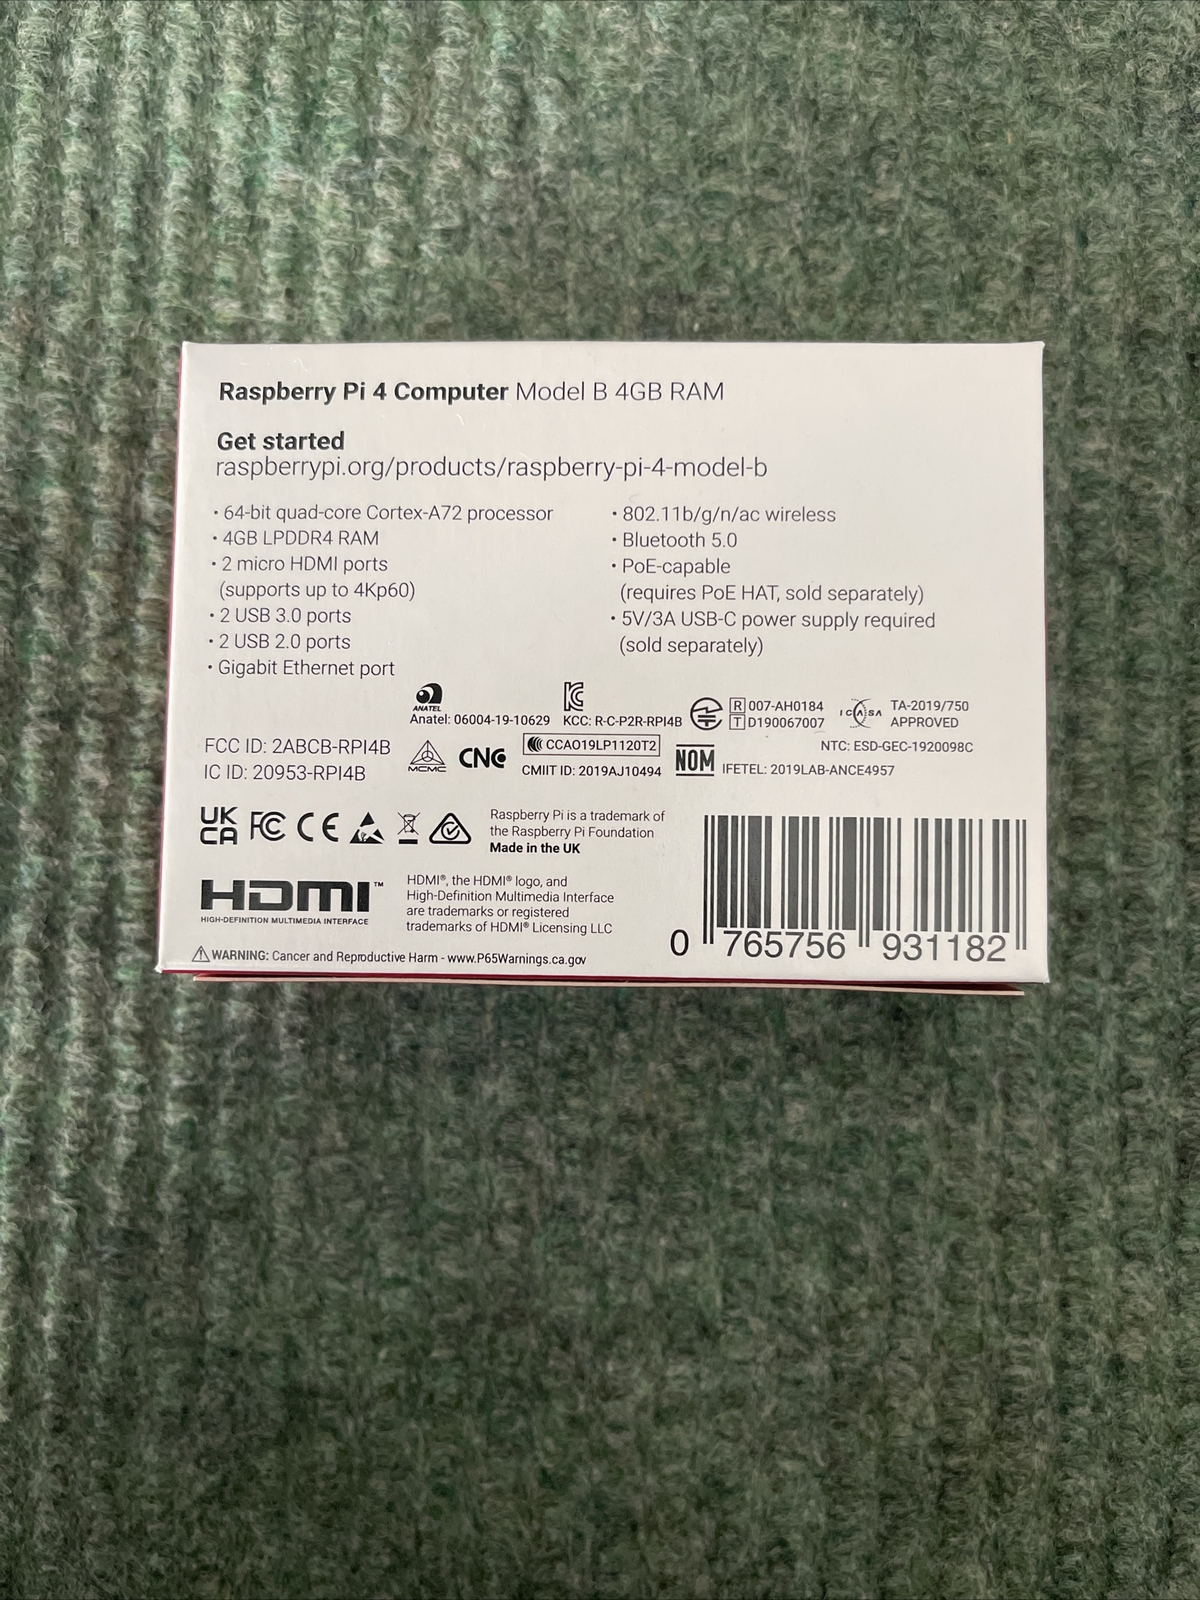 Raspberry Pi 4 Computer Model B 4GB RAM
Get started
raspberrypi.org/products/raspberry-pi-4-model-b
• 64-bit quad-core Cortex-A72 processor
• 4GB LPDDR4 RAM
• 2 micro HDMI ports
(supports up to 4Kp60)
• 2 USB 3.0 ports
• 2 USB 2.0 ports
• Gigabit Ethernet port
• 802.11b/g/n/ac wireless
• Bluetooth 5.0
• PoE-capable
(requires PoE HAT, sold separately)
• 5V/3A USB-C power supply required
(sold separately)
ANATEL
Anatel: 06004-19-10629
KCC: R-C-P2R-RPI4B
R 007-AH0184
T D190067007
ICASA
TA-2019/750
APPROVED
FCC ID: 2ABCB-RPI4B
IC ID: 20953-RPI4B
MCMC
CNC
CCAO19LP1120T2
CMIIT ID: 2019AJ10494
NOM
NTC: ESD-GEC-1920098C
IFETEL: 2019LAB-ANCE4957
UK
CA
FC
CE
Raspberry Pi is a trademark of
the Raspberry Pi Foundation
Made in the UK
HDMI™
HIGH-DEFINITION MULTIMEDIA INTERFACE
HDMI®, the HDMI® logo, and
High-Definition Multimedia Interface
are trademarks or registered
trademarks of HDMI® Licensing LLC
WARNING: Cancer and Reproductive Harm - www.P65Warnings.ca.gov
0 765756 931182